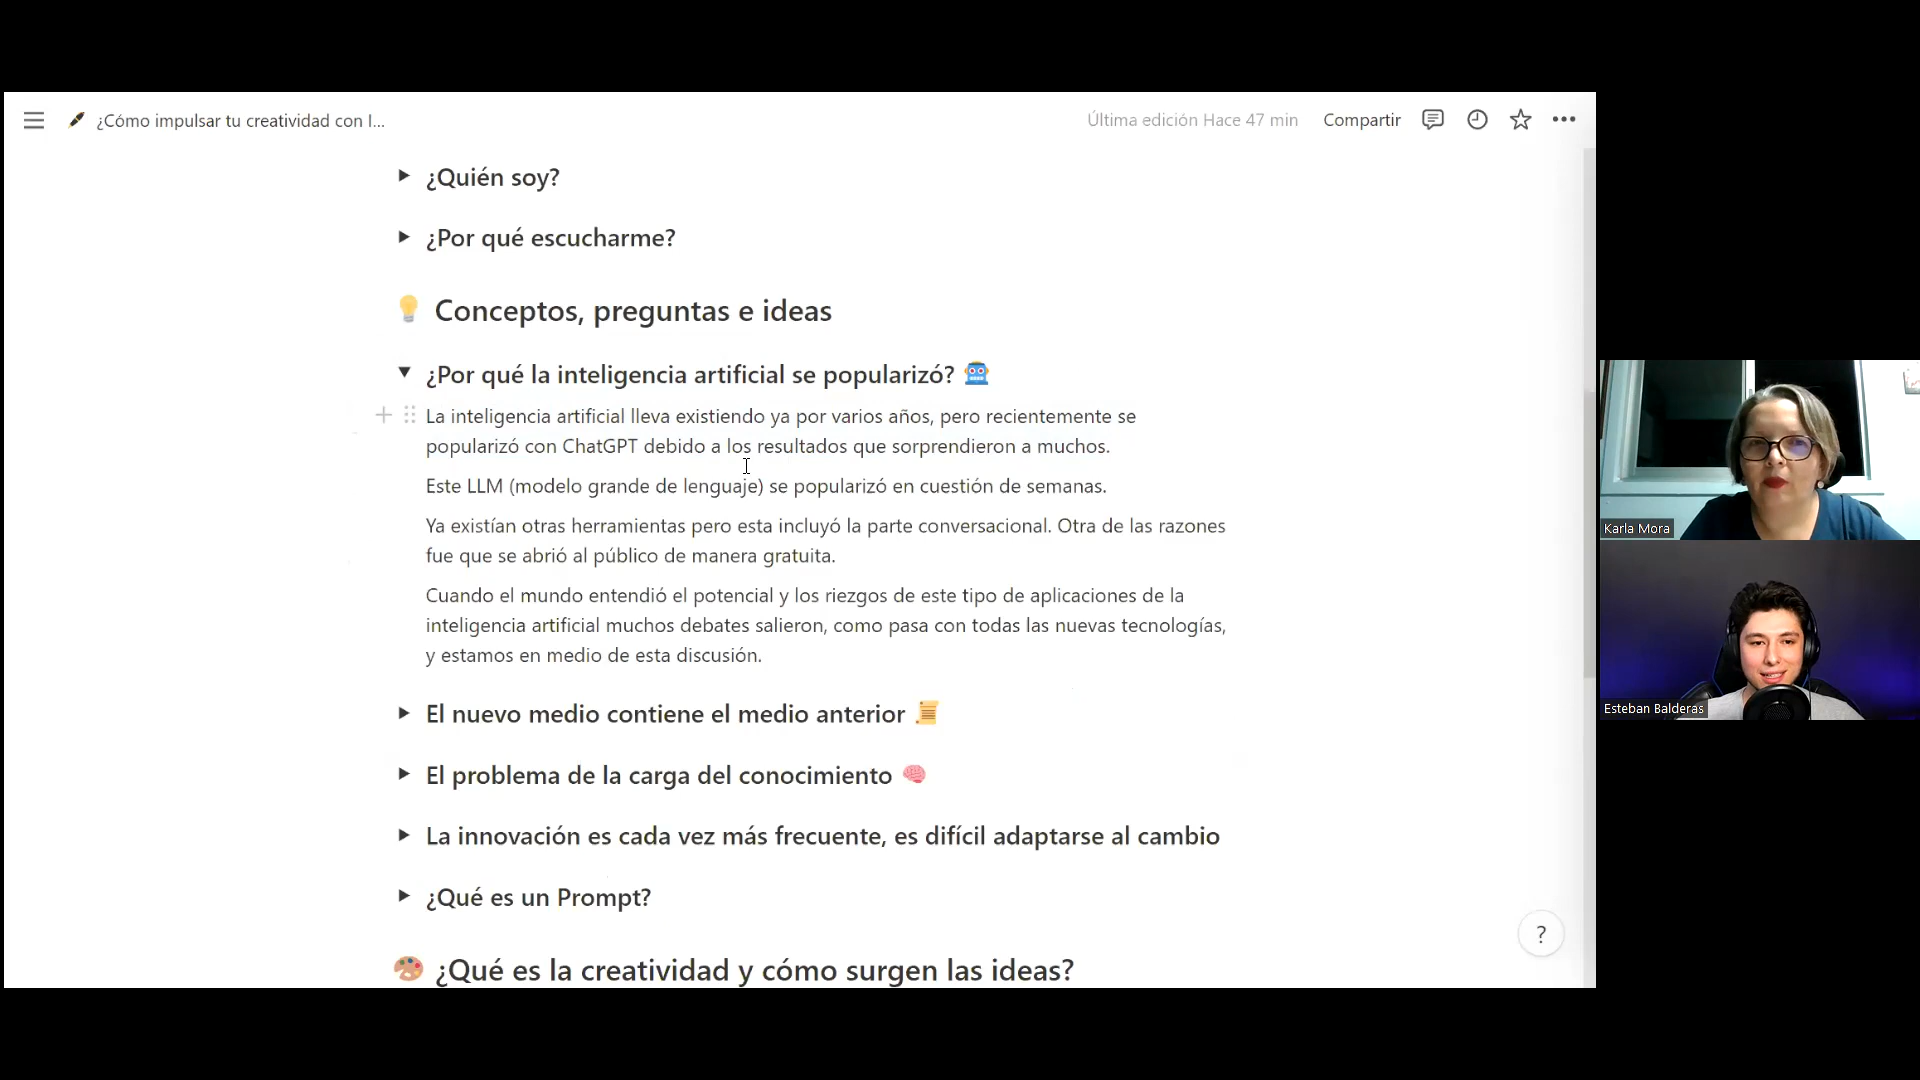 ¿Cómo impulsar tu creatividad con I...
Última edición Hace 47 min
Compartir
¿Quién soy?
¿Por qué escucharme?
Conceptos, preguntas e ideas
¿Por qué la inteligencia artificial se popularizó?
La inteligencia artificial lleva existiendo ya por varios años, pero recientemente se
popularizó con ChatGPT debido a los resultados que sorprendieron a muchos.
Este LLM (modelo grande de lenguaje) se popularizó en cuestión de semanas.
Ya existían otras herramientas pero esta incluyó la parte conversacional. Otra de las razones
fue que se abrió al público de manera gratuita.
Cuando el mundo entendió el potencial y los riezgos de este tipo de aplicaciones de la
inteligencia artificial muchos debates salieron, como pasa con todas las nuevas tecnologías,
y estamos en medio de esta discusión.
El nuevo medio contiene el medio anterior
El problema de la carga del conocimiento
La innovación es cada vez más frecuente, es difícil adaptarse al cambio
¿Qué es un Prompt?
¿Qué es la creatividad y cómo surgen las ideas?
?
Karla Mora
Esteban Balderas